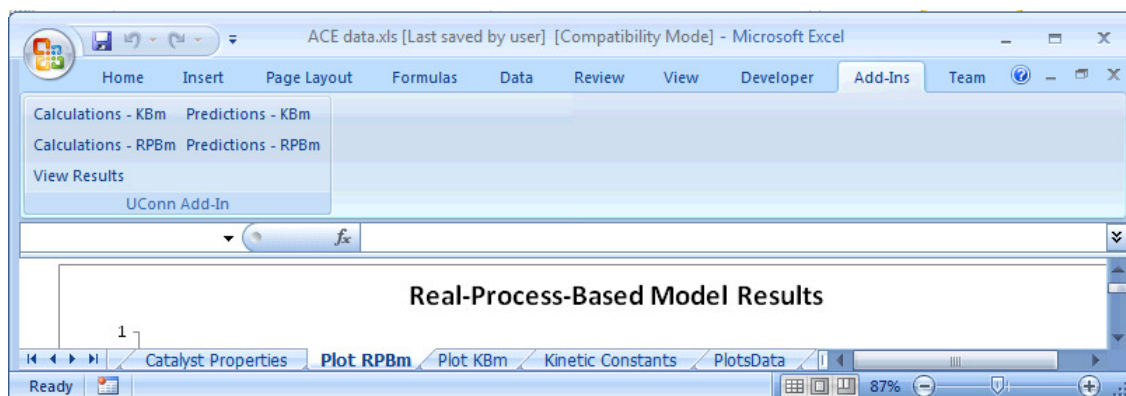 ACE data.xls [Last saved by user] [Compatibility Mode] - Microsoft Excel
Home Insert Page Layout Formulas Data Review View Developer Add-Ins Team
Calculations - KBm Predictions - KBm
Calculations - RPBm Predictions - RPBm
View Results
UConn Add-In
fx
Real-Process-Based Model Results
1
Catalyst Properties Plot RPBm Plot KBm Kinetic Constants PlotsData
Ready 87%